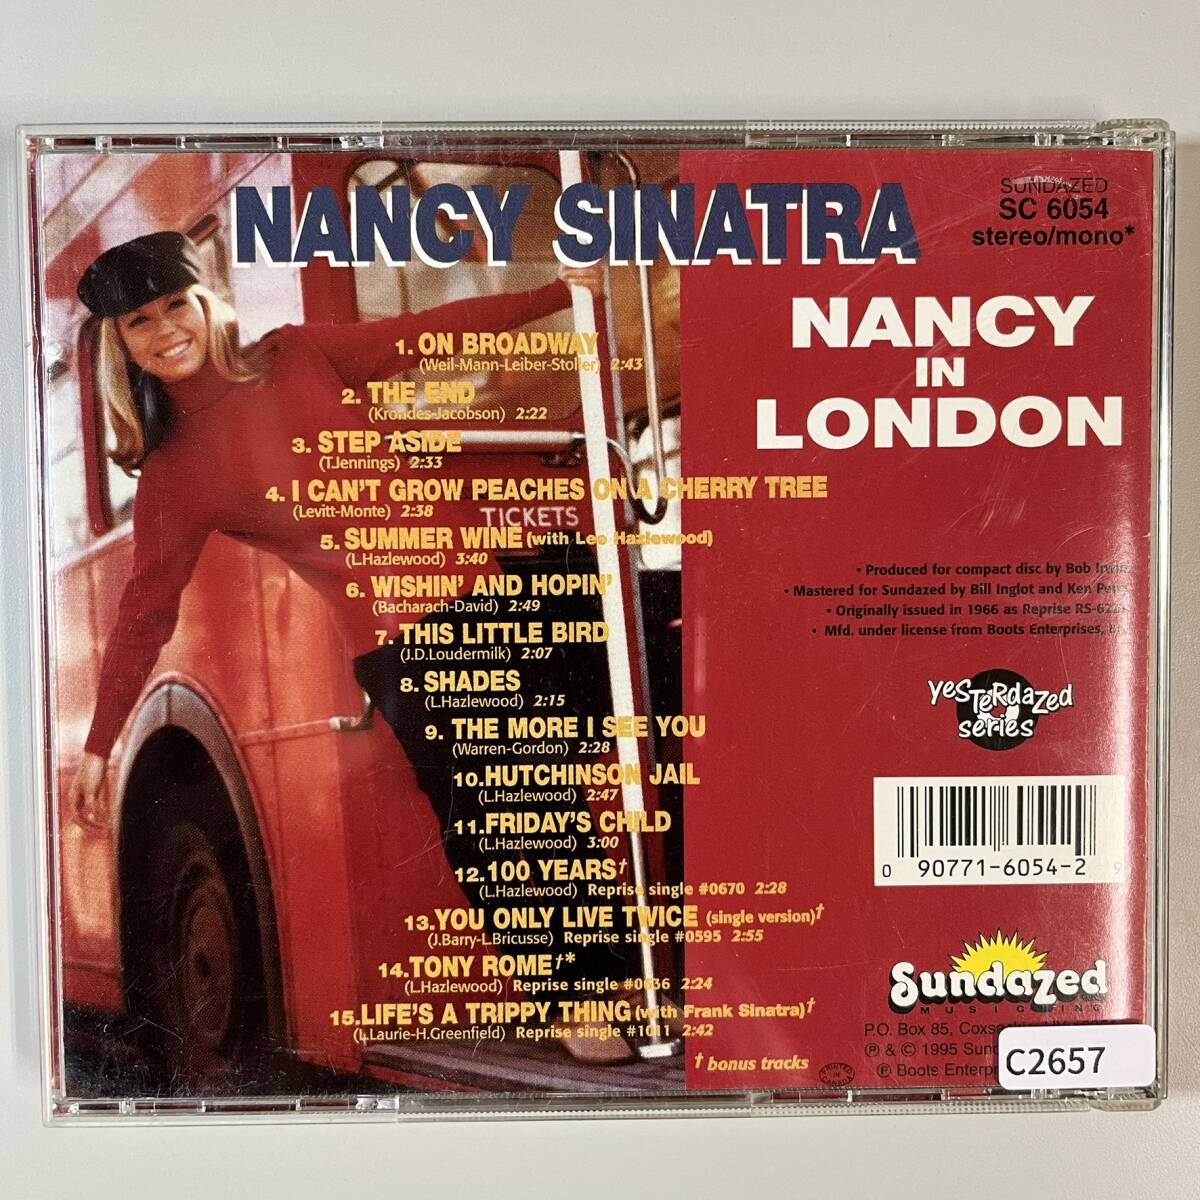 NANCY SINATRA
SUNDAZED
SC 6054
stereo/mono*
NANCY
IN
LONDON
1. ON BROADWAY
(Weil-Mann-Leiber-Stoller) 2:43
2. THE END
(Krondes-Jacobson) 2:22
3. STEP ASIDE
(T.Jennings) 2:33
4. I CAN'T GROW PEACHES ON A CHERRY TREE
(Levitt-Monte) 2:38
TICKETS
5. SUMMER WINE (with Lee Hazlewood)
(L.Hazlewood) 3:40
6. WISHIN' AND HOPIN'
(Bacharach-David) 2:49
7. THIS LITTLE BIRD
(J.D.Loudermilk) 2:07
8. SHADES
(L.Hazlewood) 2:15
9. THE MORE I SEE YOU
(Warren-Gordon) 2:28
10. HUTCHINSON JAIL
(L.Hazlewood) 2:47
11. FRIDAY'S CHILD
(L.Hazlewood) 3:00
12. 100 YEARS†
(L.Hazlewood) Reprise single #0670 2:28
13. YOU ONLY LIVE TWICE (single version)†
(J.Barry-L.Bricusse) Reprise single #0595 2:55
14. TONY ROME†*
(L.Hazlewood) Reprise single #0636 2:24
15. LIFE'S A TRIPPY THING (with Frank Sinatra)†
(L.Laurie-H.Greenfield) Reprise single #1011 2:42
† bonus tracks
PRINTED IN CANADA
• Produced for compact disc by Bob
• Mastered for Sundazed by Bill Inglot and Ken
• Originally issued in 1966 as Reprise
• Mfd. under license from Boots Enterprises,
yesterdazed
series
0 90771-6054-2 9
Sundazed
MUSIC INC
P.O. Box 85,
℗ & © 1995
℗ Boots
C2657